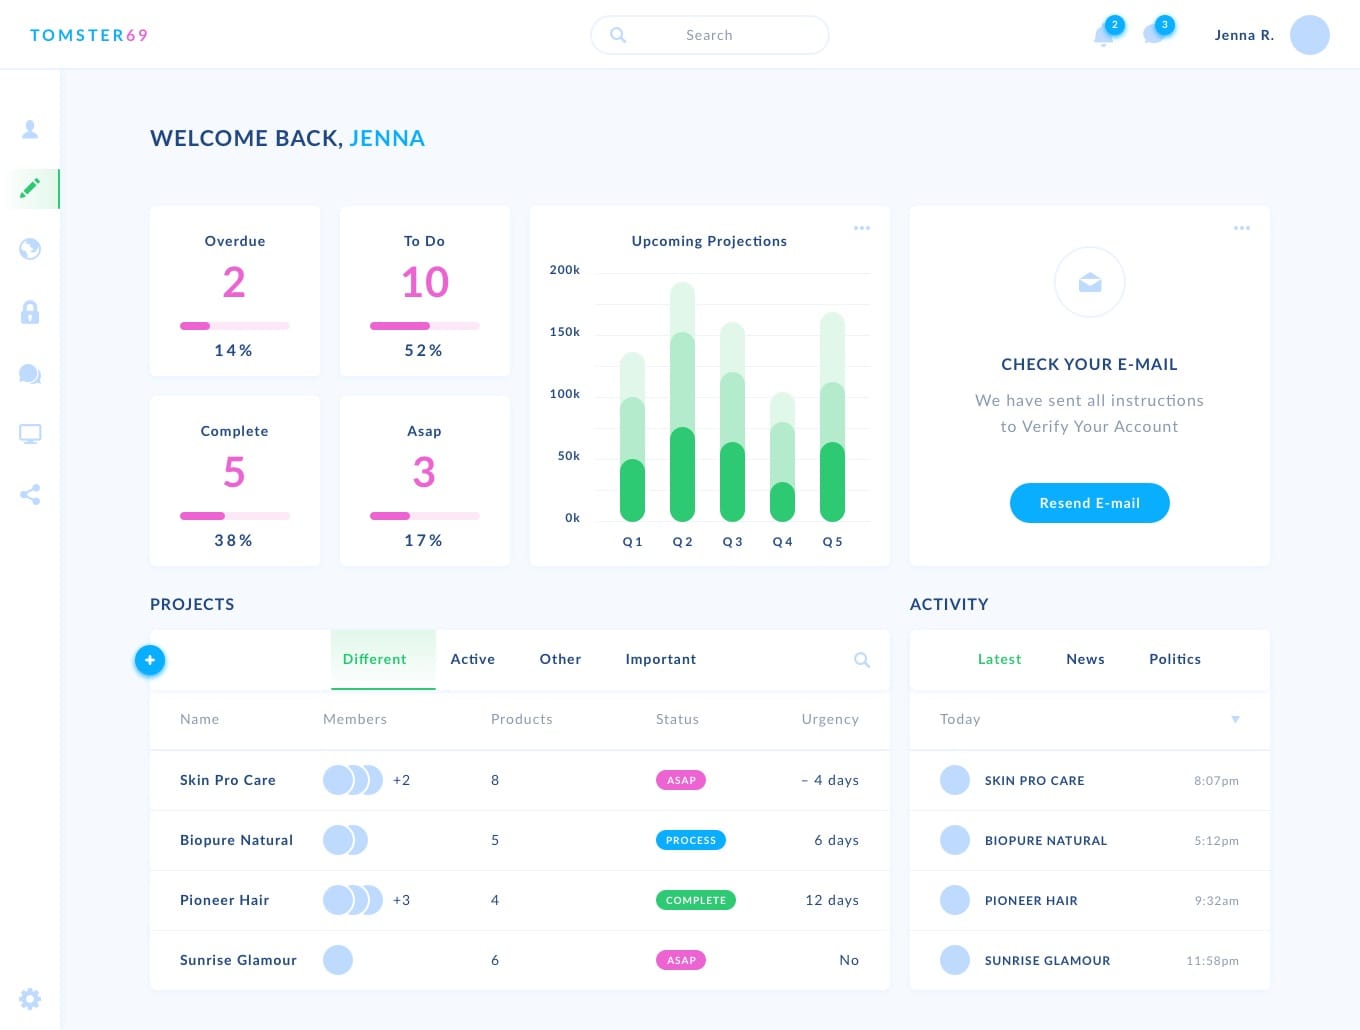 TOMSTER69
Search
2
3
Jenna R.
WELCOME BACK, JENNA
Overdue
2
14%
To Do
10
52%
Complete
5
38%
Asap
3
17%
Upcoming Projections
200k
150k
100k
50k
0k
Q1 Q2 Q3 Q4 Q5
CHECK YOUR E-MAIL
We have sent all instructions
to Verify Your Account
Resend E-mail
PROJECTS
+
Different Active Other Important
Name Members Products Status Urgency
Skin Pro Care +2 8 ASAP – 4 days
Biopure Natural 5 PROCESS 6 days
Pioneer Hair +3 4 COMPLETE 12 days
Sunrise Glamour 6 ASAP No
ACTIVITY
Latest News Politics
Today
SKIN PRO CARE 8:07pm
BIOPURE NATURAL 5:12pm
PIONEER HAIR 9:32am
SUNRISE GLAMOUR 11:58pm